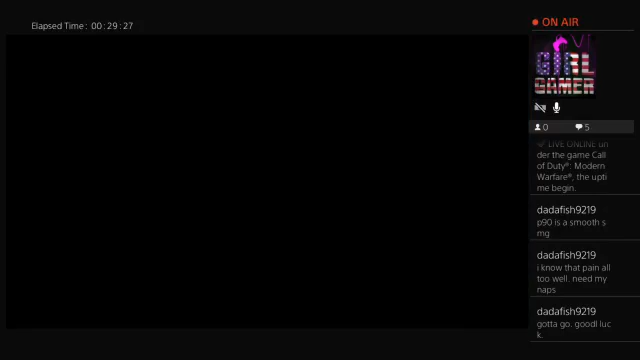 Elapsed Time : 00 : 29 : 27
ON AIR
GIRL
GAMER
0 5
LIVE ONLINE un
der the game Call
of Duty®: Modern
Warfare®, the upti
me begin.
dadafish9219
p90 is a smooth s
mg
dadafish9219
i know that pain all
too well. need my
naps
dadafish9219
gotta go. goodl luc
k.